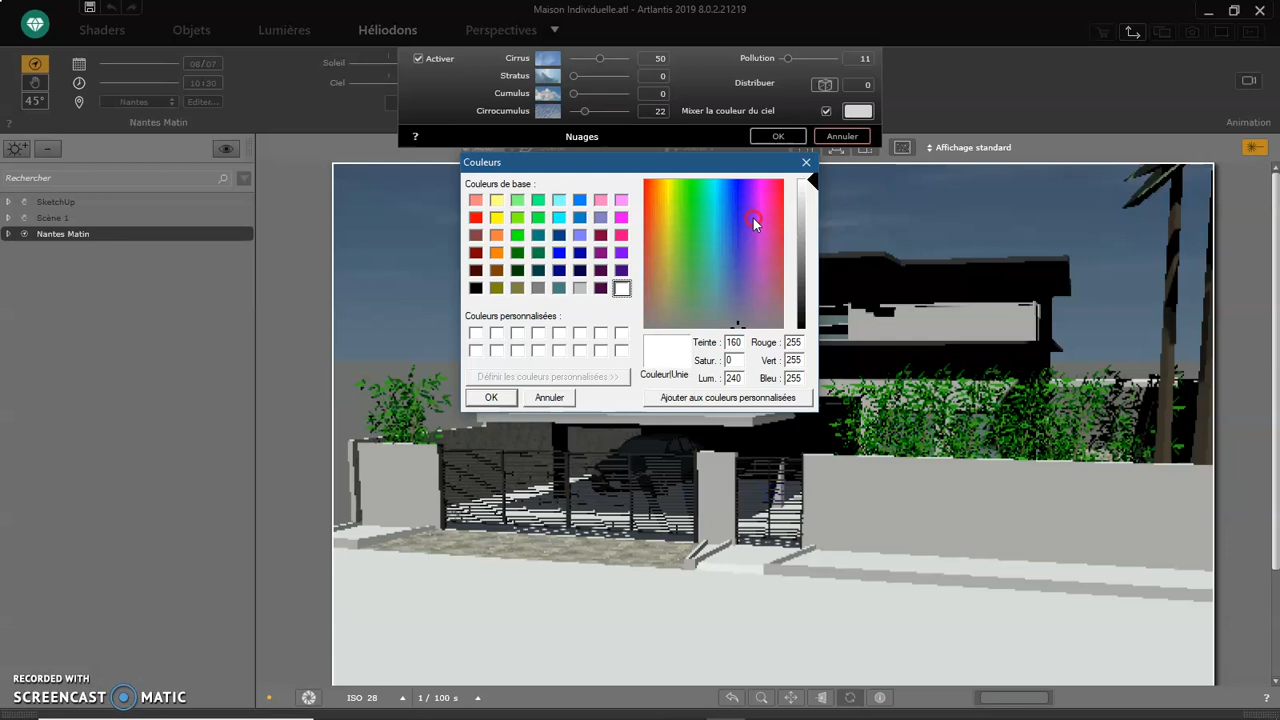 Maison Individuelle.atl - Artlantis 2019 8.0.2.21219
Shaders
Objets
Lumières
Héliodons
Perspectives
08/07
10:30
Nantes
Editer...
45°
Soleil
Ciel
?
Nantes Matin
Animation
Activer
Cirrus
50
Stratus
0
Cumulus
0
Cirrocumulus
22
Pollution
11
Distribuer
0
Mixer la couleur du ciel
?
Nuages
OK
Annuler
Affichage standard
Rechercher
SketchUp
Scène 1
Nantes Matin
Couleurs
Couleurs de base :
Couleurs personnalisées :
Définir les couleurs personnalisées >>
OK
Annuler
Couleur|Unie
Teinte : 160
Rouge : 255
Satur. : 0
Vert : 255
Lum. : 240
Bleu : 255
Ajouter aux couleurs personnalisées
RECORDED WITH
SCREENCAST MATIC
ISO 28
1 / 100 s
?